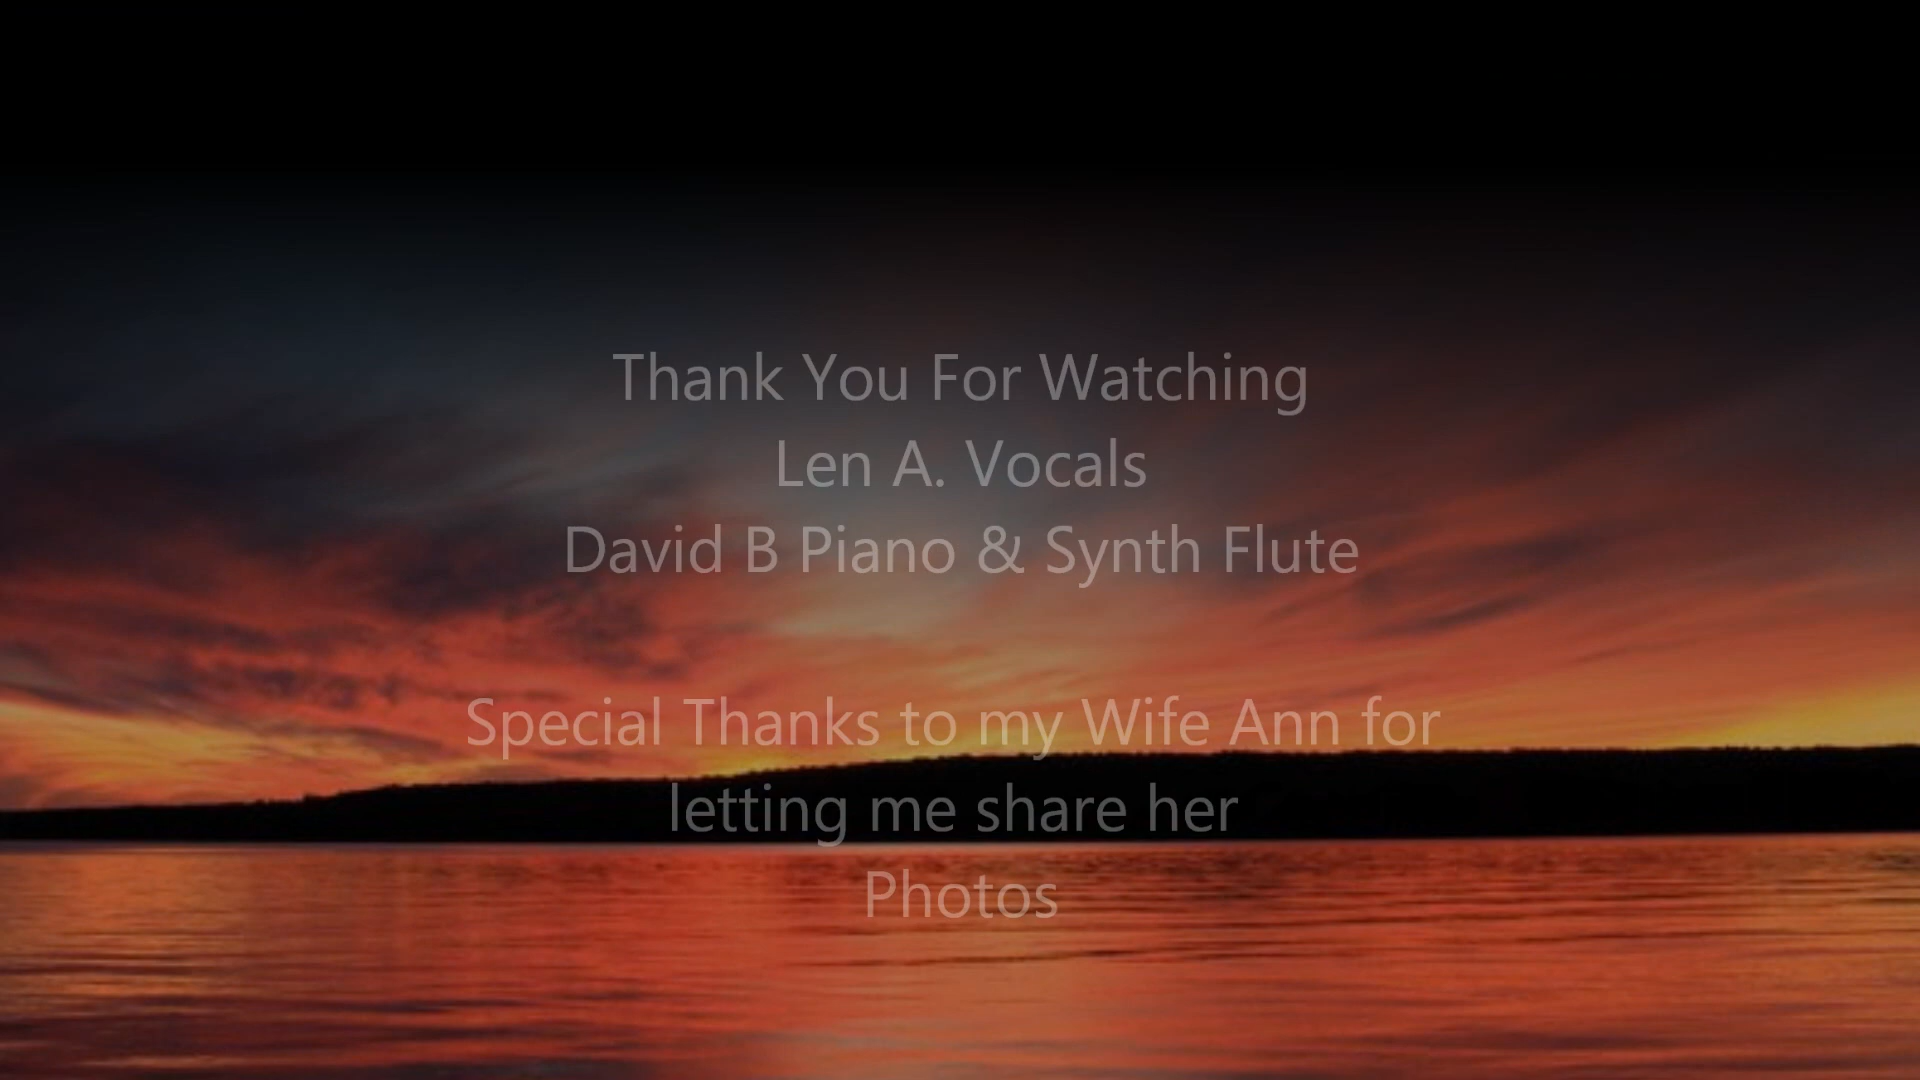 Thank You For Watching
Len A. Vocals
David B Piano & Synth Flute
Special Thanks to my Wife Ann for
letting me share her
Photos